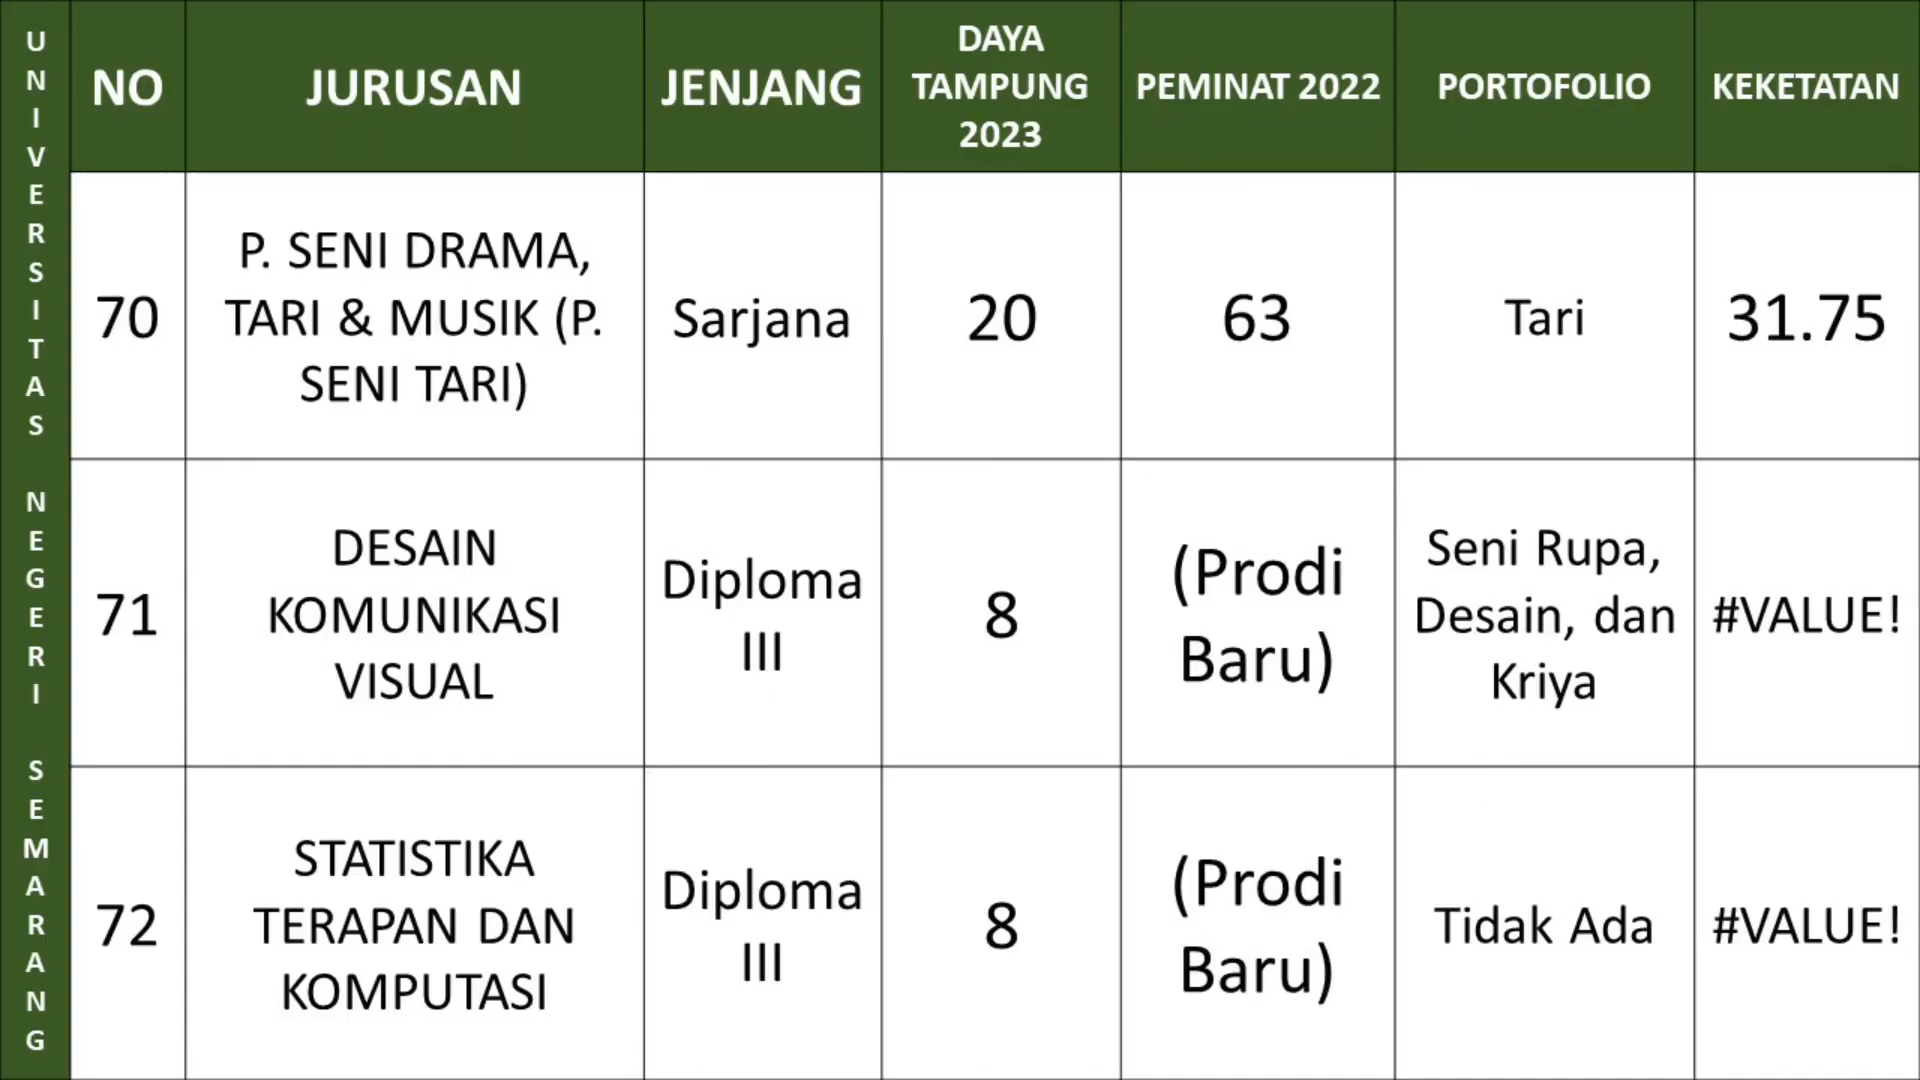 UNIVERSITAS NEGERI SEMARANG
NO
JURUSAN
JENJANG
DAYA
TAMPUNG
2023
PEMINAT 2022
PORTOFOLIO
KEKETATAN
70
P. SENI DRAMA,
TARI & MUSIK (P.
SENI TARI)
Sarjana
20
63
Tari
31.75
71
DESAIN
KOMUNIKASI
VISUAL
Diploma
III
8
(Prodi
Baru)
Seni Rupa,
Desain, dan
Kriya
#VALUE!
72
STATISTIKA
TERAPAN DAN
KOMPUTASI
Diploma
III
8
(Prodi
Baru)
Tidak Ada
#VALUE!